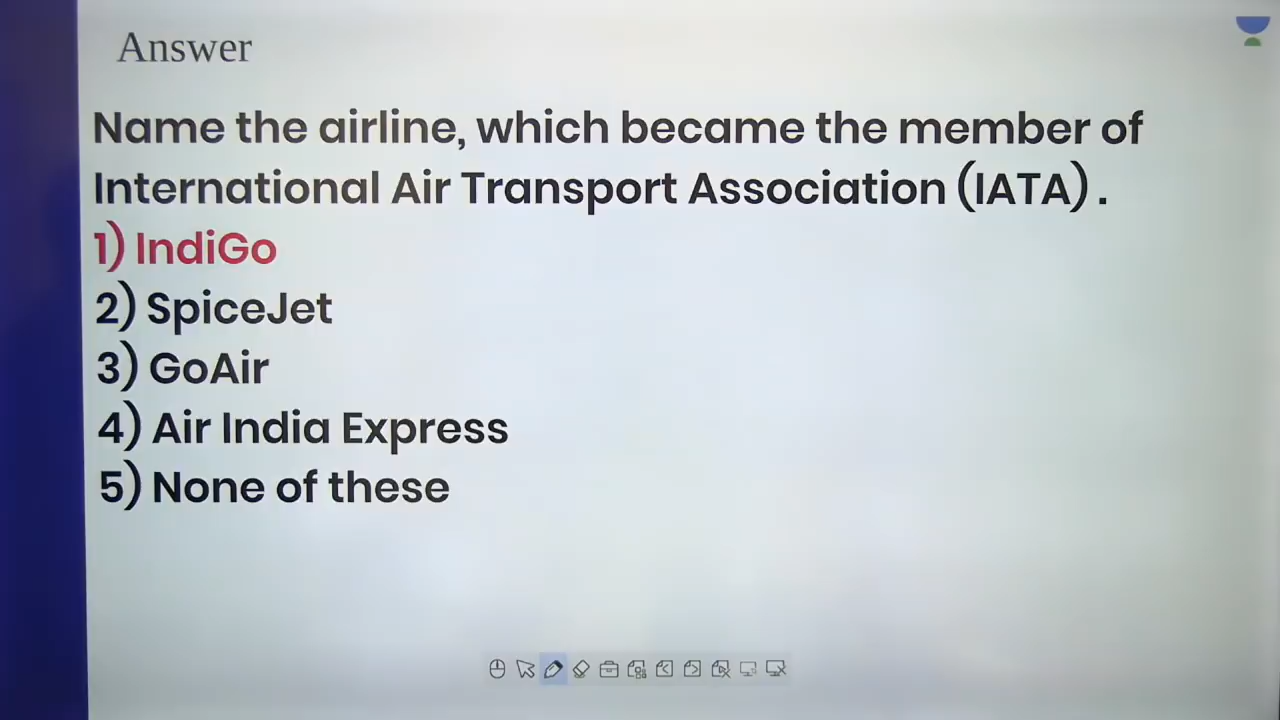 Answer
Name the airline, which became the member of
International Air Transport Association (IATA) .
1) IndiGo
2) SpiceJet
3) GoAir
4) Air India Express
5) None of these